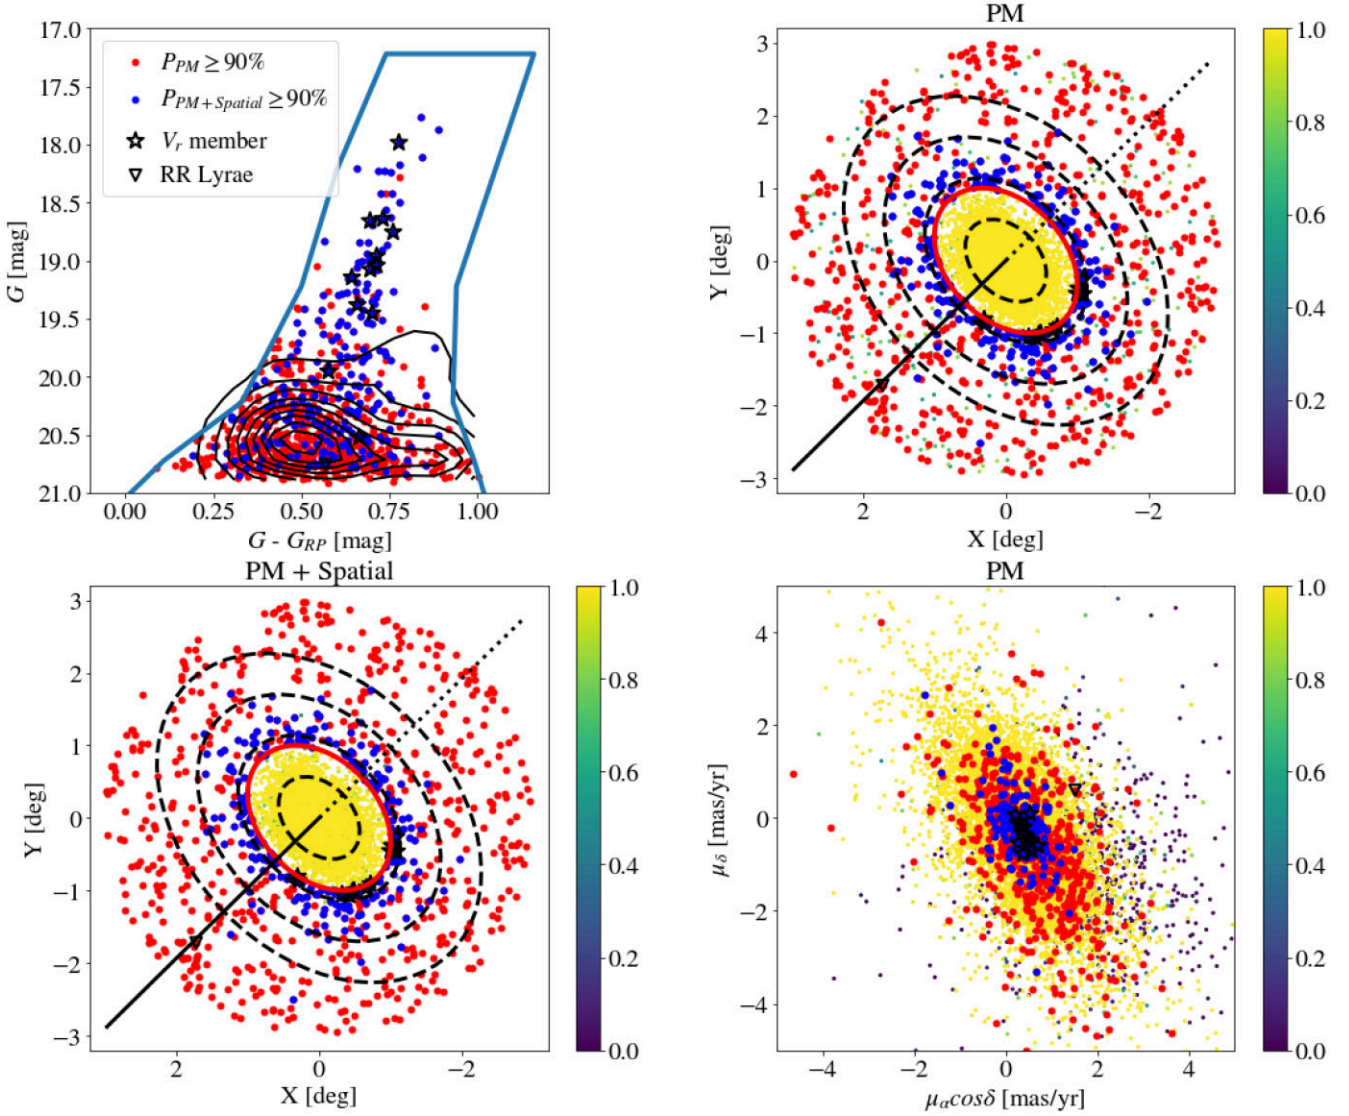 17.0
17.5
18.0
18.5
19.0
19.5
20.0
20.5
21.0
G [mag]
P_PM ≥ 90%
P_PM+Spatial ≥ 90%
V_r member
RR Lyrae
0.00 0.25 0.50 0.75 1.00
G - G_RP [mag]
PM
3
2
1
0
−1
−2
−3
Y [deg]
2 0 −2
X [deg]
1.0
0.8
0.6
0.4
0.2
0.0
PM + Spatial
3
2
1
0
−1
−2
−3
Y [deg]
2 0 −2
X [deg]
1.0
0.8
0.6
0.4
0.2
0.0
PM
4
2
0
−2
−4
μ_δ [mas/yr]
−4 −2 0 2 4
μ_αcosδ [mas/yr]
1.0
0.8
0.6
0.4
0.2
0.0